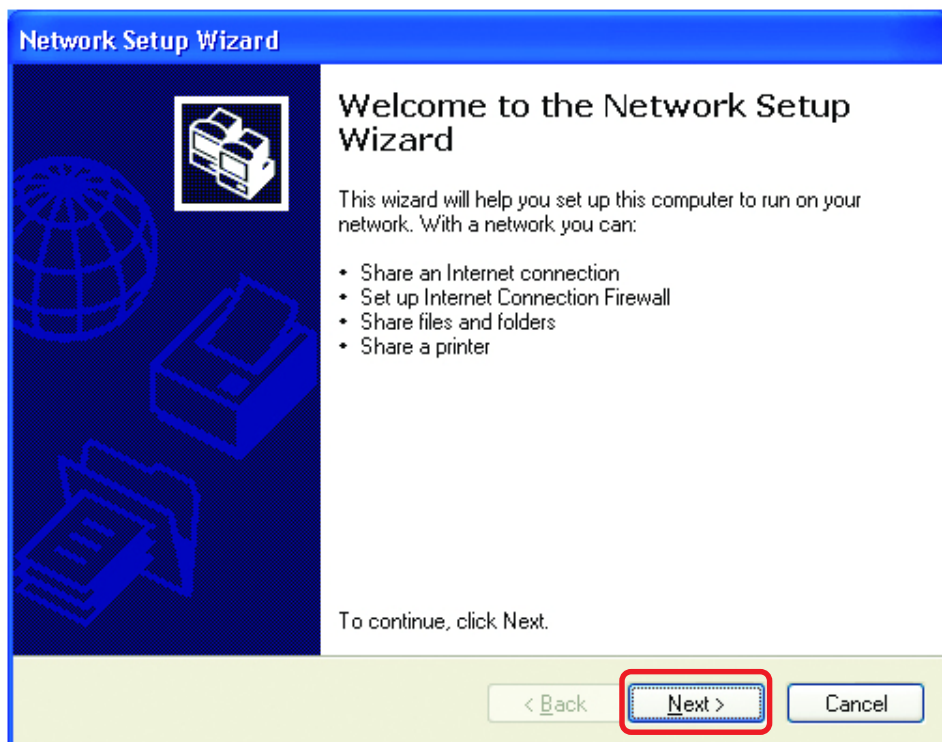 Network Setup Wizard
Welcome to the Network Setup
Wizard
This wizard will help you set up this computer to run on your
network. With a network you can:
• Share an Internet connection
• Set up Internet Connection Firewall
• Share files and folders
• Share a printer
To continue, click Next.
< Back
Next >
Cancel